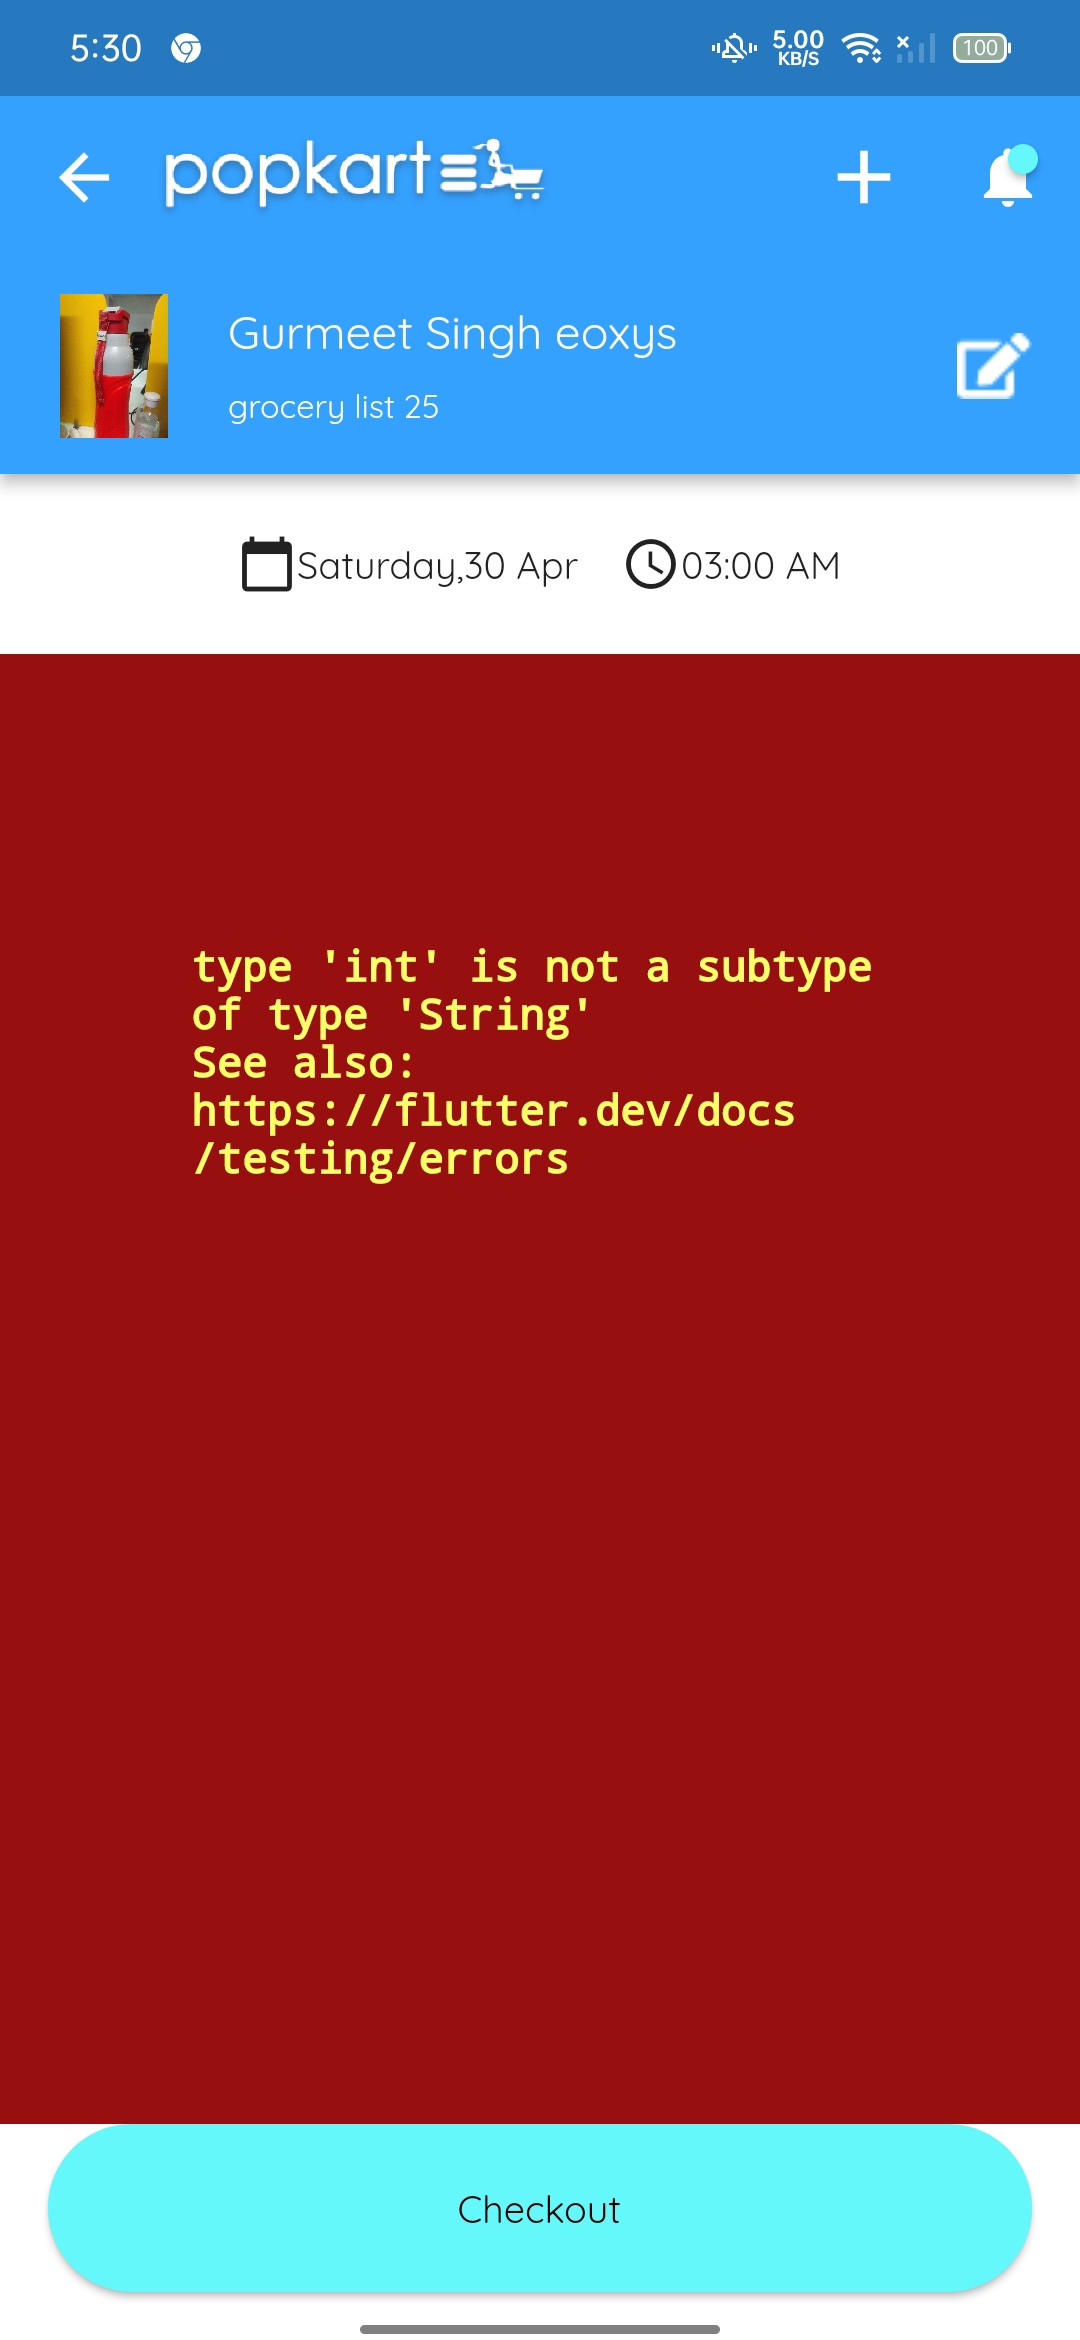 5:30
5.00
KB/S
100
popkart
Gurmeet Singh eoxys
grocery list 25
Saturday,30 Apr
03:00 AM
type 'int' is not a subtype
of type 'String'
See also:
https://flutter.dev/docs
/testing/errors
Checkout